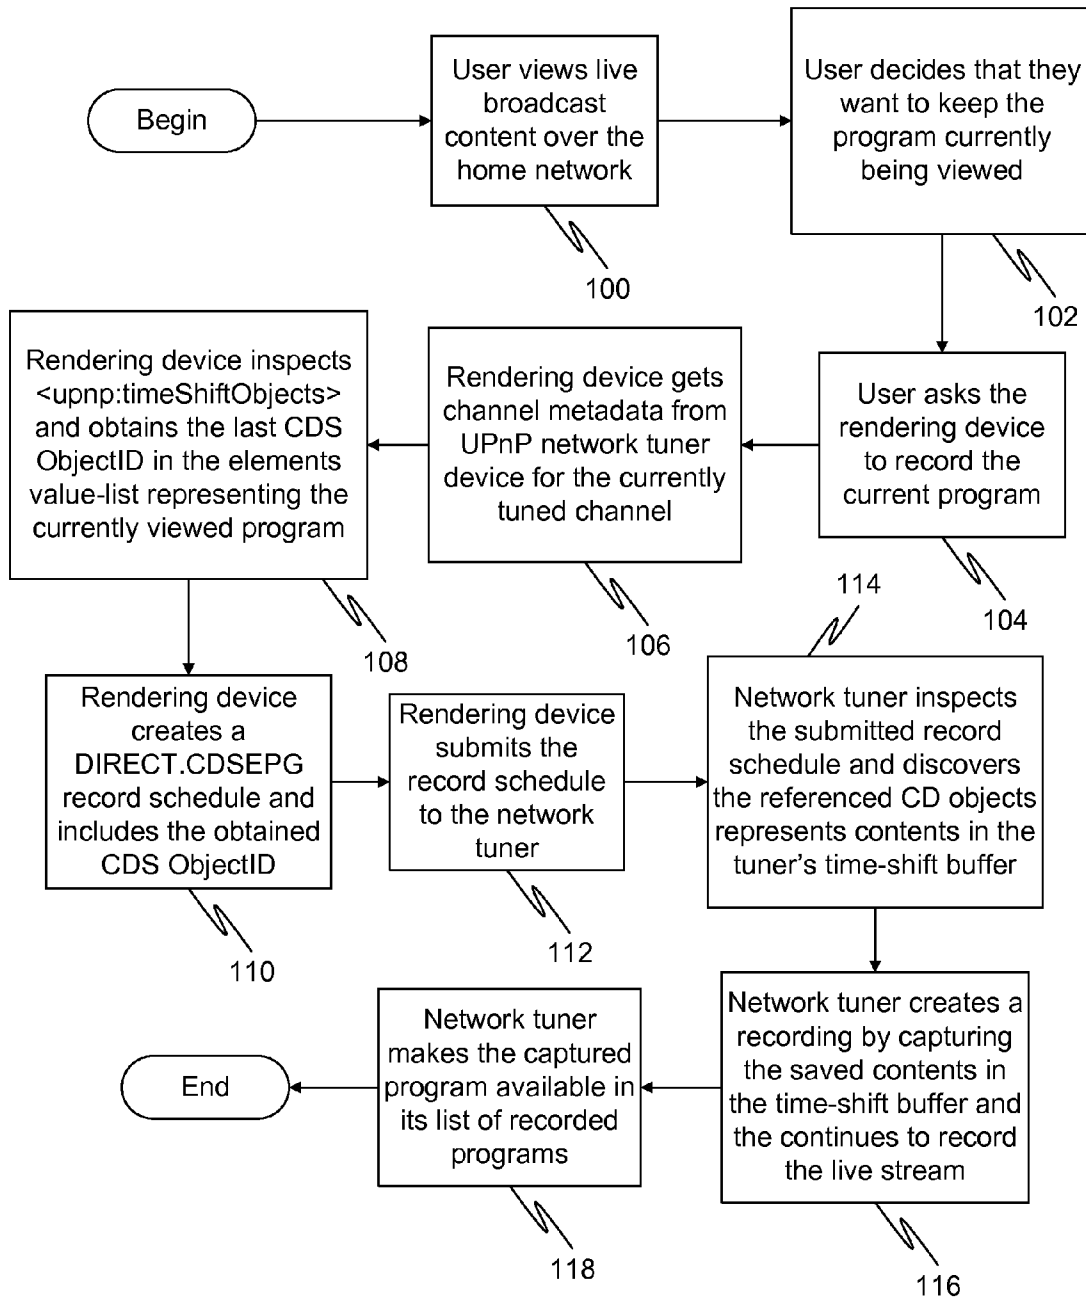 Begin
User views live
broadcast
content over the
home network
100
User decides that they
want to keep the
program currently
being viewed
102
User asks the
rendering device
to record the
current program
104
Rendering device gets
channel metadata from
UPnP network tuner
device for the currently
tuned channel
106
Rendering device inspects
<upnp:timeShiftObjects>
and obtains the last CDS
ObjectID in the elements
value-list representing the
currently viewed program
108
Rendering device
creates a
DIRECT.CDSEPG
record schedule and
includes the obtained
CDS ObjectID
110
Rendering device
submits the
record schedule
to the network
tuner
112
114
Network tuner inspects
the submitted record
schedule and discovers
the referenced CD objects
represents contents in the
tuner's time-shift buffer
Network tuner creates a
recording by capturing
the saved contents in
the time-shift buffer and
the continues to record
the live stream
116
Network tuner
makes the captured
program available in
its list of recorded
programs
118
End